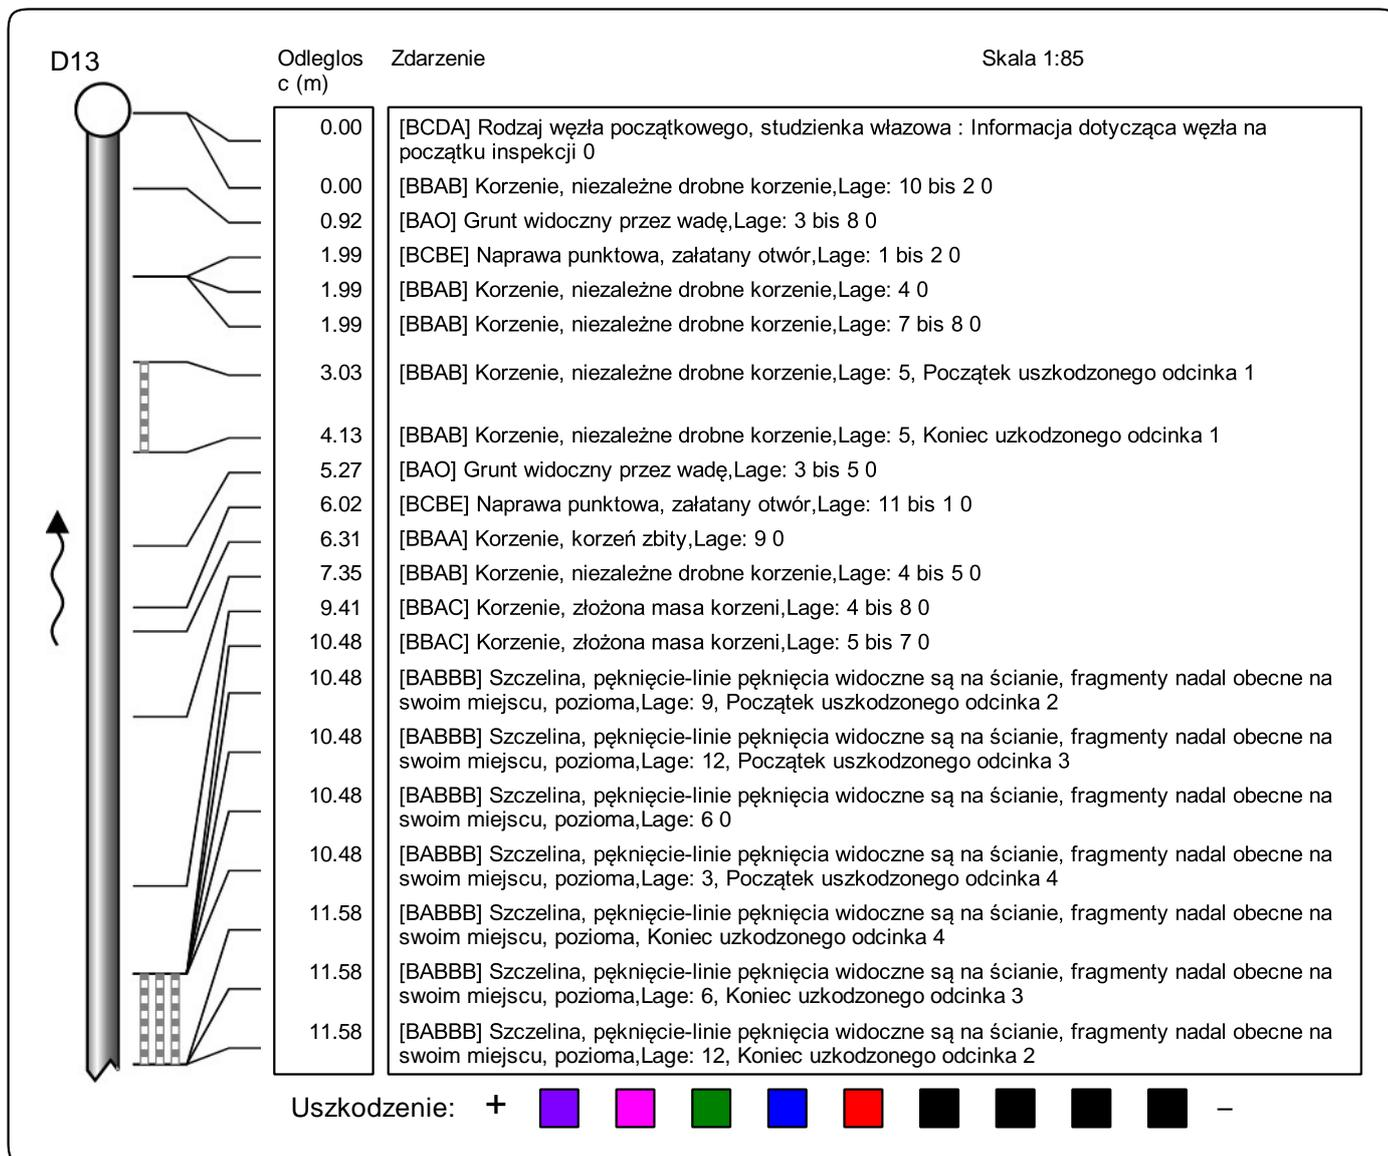 D13
Odleglos
c (m)
Zdarzenie
Skala 1:85
0.00 [BCDA] Rodzaj węzła początkowego, studzienka włazowa : Informacja dotycząca węzła na
początku inspekcji 0
0.00 [BBAB] Korzenie, niezależne drobne korzenie,Lage: 10 bis 2 0
0.92 [BAO] Grunt widoczny przez wadę,Lage: 3 bis 8 0
1.99 [BCBE] Naprawa punktowa, załatany otwór,Lage: 1 bis 2 0
1.99 [BBAB] Korzenie, niezależne drobne korzenie,Lage: 4 0
1.99 [BBAB] Korzenie, niezależne drobne korzenie,Lage: 7 bis 8 0
3.03 [BBAB] Korzenie, niezależne drobne korzenie,Lage: 5, Początek uszkodzonego odcinka 1
4.13 [BBAB] Korzenie, niezależne drobne korzenie,Lage: 5, Koniec uzkodzonego odcinka 1
5.27 [BAO] Grunt widoczny przez wadę,Lage: 3 bis 5 0
6.02 [BCBE] Naprawa punktowa, załatany otwór,Lage: 11 bis 1 0
6.31 [BBAA] Korzenie, korzeń zbity,Lage: 9 0
7.35 [BBAB] Korzenie, niezależne drobne korzenie,Lage: 4 bis 5 0
9.41 [BBAC] Korzenie, złożona masa korzeni,Lage: 4 bis 8 0
10.48 [BBAC] Korzenie, złożona masa korzeni,Lage: 5 bis 7 0
10.48 [BABBB] Szczelina, pęknięcie-linie pęknięcia widoczne są na ścianie, fragmenty nadal obecne na
swoim miejscu, pozioma,Lage: 9, Początek uszkodzonego odcinka 2
10.48 [BABBB] Szczelina, pęknięcie-linie pęknięcia widoczne są na ścianie, fragmenty nadal obecne na
swoim miejscu, pozioma,Lage: 12, Początek uszkodzonego odcinka 3
10.48 [BABBB] Szczelina, pęknięcie-linie pęknięcia widoczne są na ścianie, fragmenty nadal obecne na
swoim miejscu, pozioma,Lage: 6 0
10.48 [BABBB] Szczelina, pęknięcie-linie pęknięcia widoczne są na ścianie, fragmenty nadal obecne na
swoim miejscu, pozioma,Lage: 3, Początek uszkodzonego odcinka 4
11.58 [BABBB] Szczelina, pęknięcie-linie pęknięcia widoczne są na ścianie, fragmenty nadal obecne na
swoim miejscu, pozioma, Koniec uzkodzonego odcinka 4
11.58 [BABBB] Szczelina, pęknięcie-linie pęknięcia widoczne są na ścianie, fragmenty nadal obecne na
swoim miejscu, pozioma,Lage: 6, Koniec uzkodzonego odcinka 3
11.58 [BABBB] Szczelina, pęknięcie-linie pęknięcia widoczne są na ścianie, fragmenty nadal obecne na
swoim miejscu, pozioma,Lage: 12, Koniec uzkodzonego odcinka 2
Uszkodzenie: + –